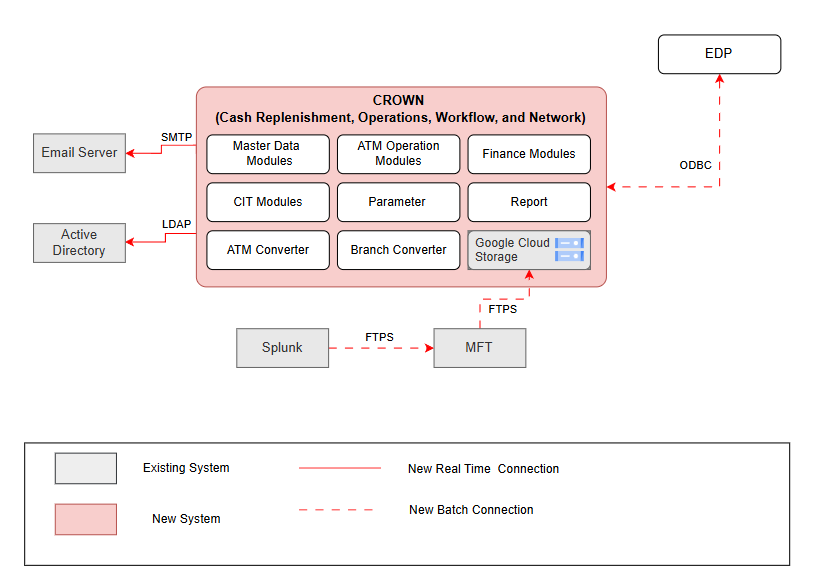 EDP
CROWN
(Cash Replenishment, Operations, Workflow, and Network)
SMTP
Email Server
Master Data
Modules
ATM Operation
Modules
Finance Modules
ODBC
LDAP
Active
Directory
CIT Modules
Parameter
Report
ATM Converter
Branch Converter
Google Cloud
Storage
FTPS
Splunk
FTPS
MFT
Existing System
New Real Time Connection
New System
New Batch Connection